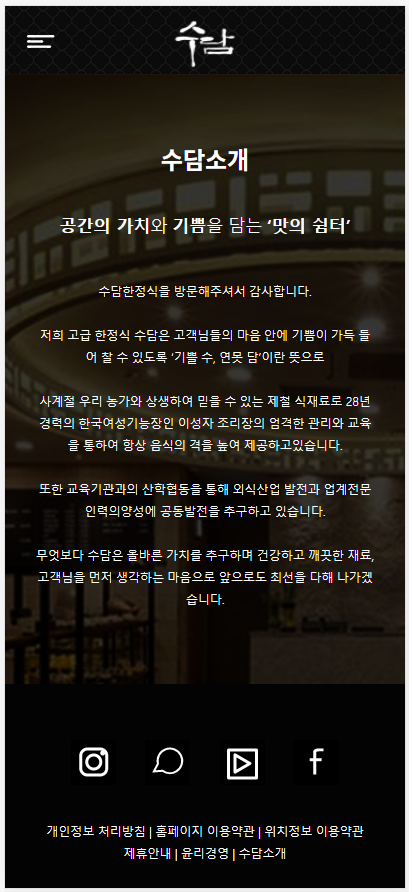 수담
수담소개
공간의 가치와 기쁨을 담는 ‘맛의 쉼터’
수담한정식을 방문해주셔서 감사합니다.
저희 고급 한정식 수담은 고객님들의 마음 안에 기쁨이 가득 들
어 찰 수 있도록 ‘기쁠 수, 연못 담’이란 뜻으로
사계절 우리 농가와 상생하여 믿을 수 있는 제철 식재료로 28년
경력의 한국여성기능장인 이성자 조리장의 엄격한 관리와 교육
을 통하여 항상 음식의 격을 높여 제공하고있습니다.
또한 교육기관과의 산학협동을 통해 외식산업 발전과 업계전문
인력의양성에 공동발전을 추구하고 있습니다.
무엇보다 수담은 올바른 가치를 추구하며 건강하고 깨끗한 재료,
고객님을 먼저 생각하는 마음으로 앞으로도 최선을 다해 나가겠
습니다.
개인정보 처리방침 | 홈페이지 이용약관 | 위치정보 이용약관
제휴안내 | 윤리경영 | 수담소개